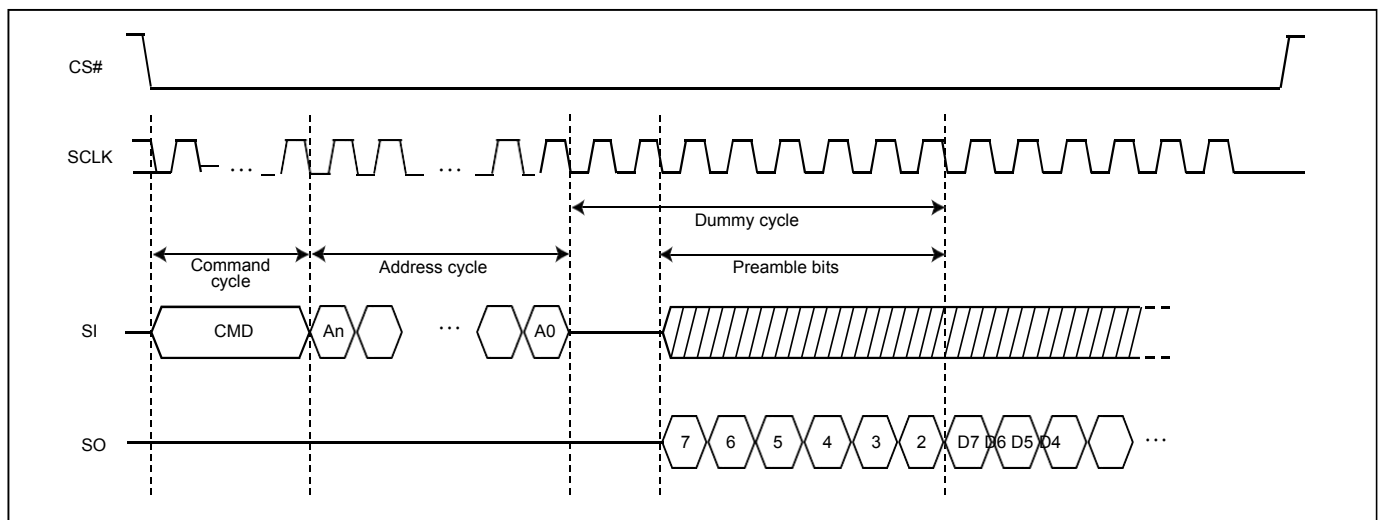 CS#
SCLK
… …
Dummy cycle
Command cycle
Address cycle
Preamble bits
SI
CMD
An
…
A0
SO
7 6 5 4 3 2 D7 D6 D5 D4 …